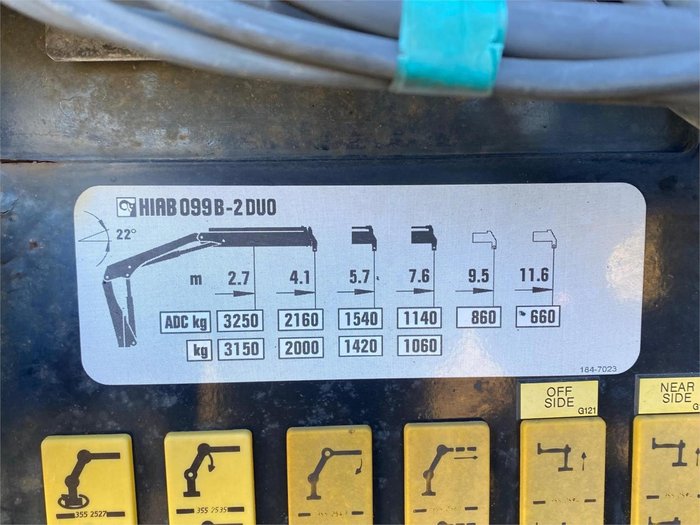 HIAB 099 B-2 DUO
22°
m 2.7 4.1 5.7 7.6 9.5 11.6
ADC kg 3250 2160 1540 1140 860 660
kg 3150 2000 1420 1060
184-7023
OFF
SIDE
G121
NEAR
SIDE
G
355 2527
355 2535